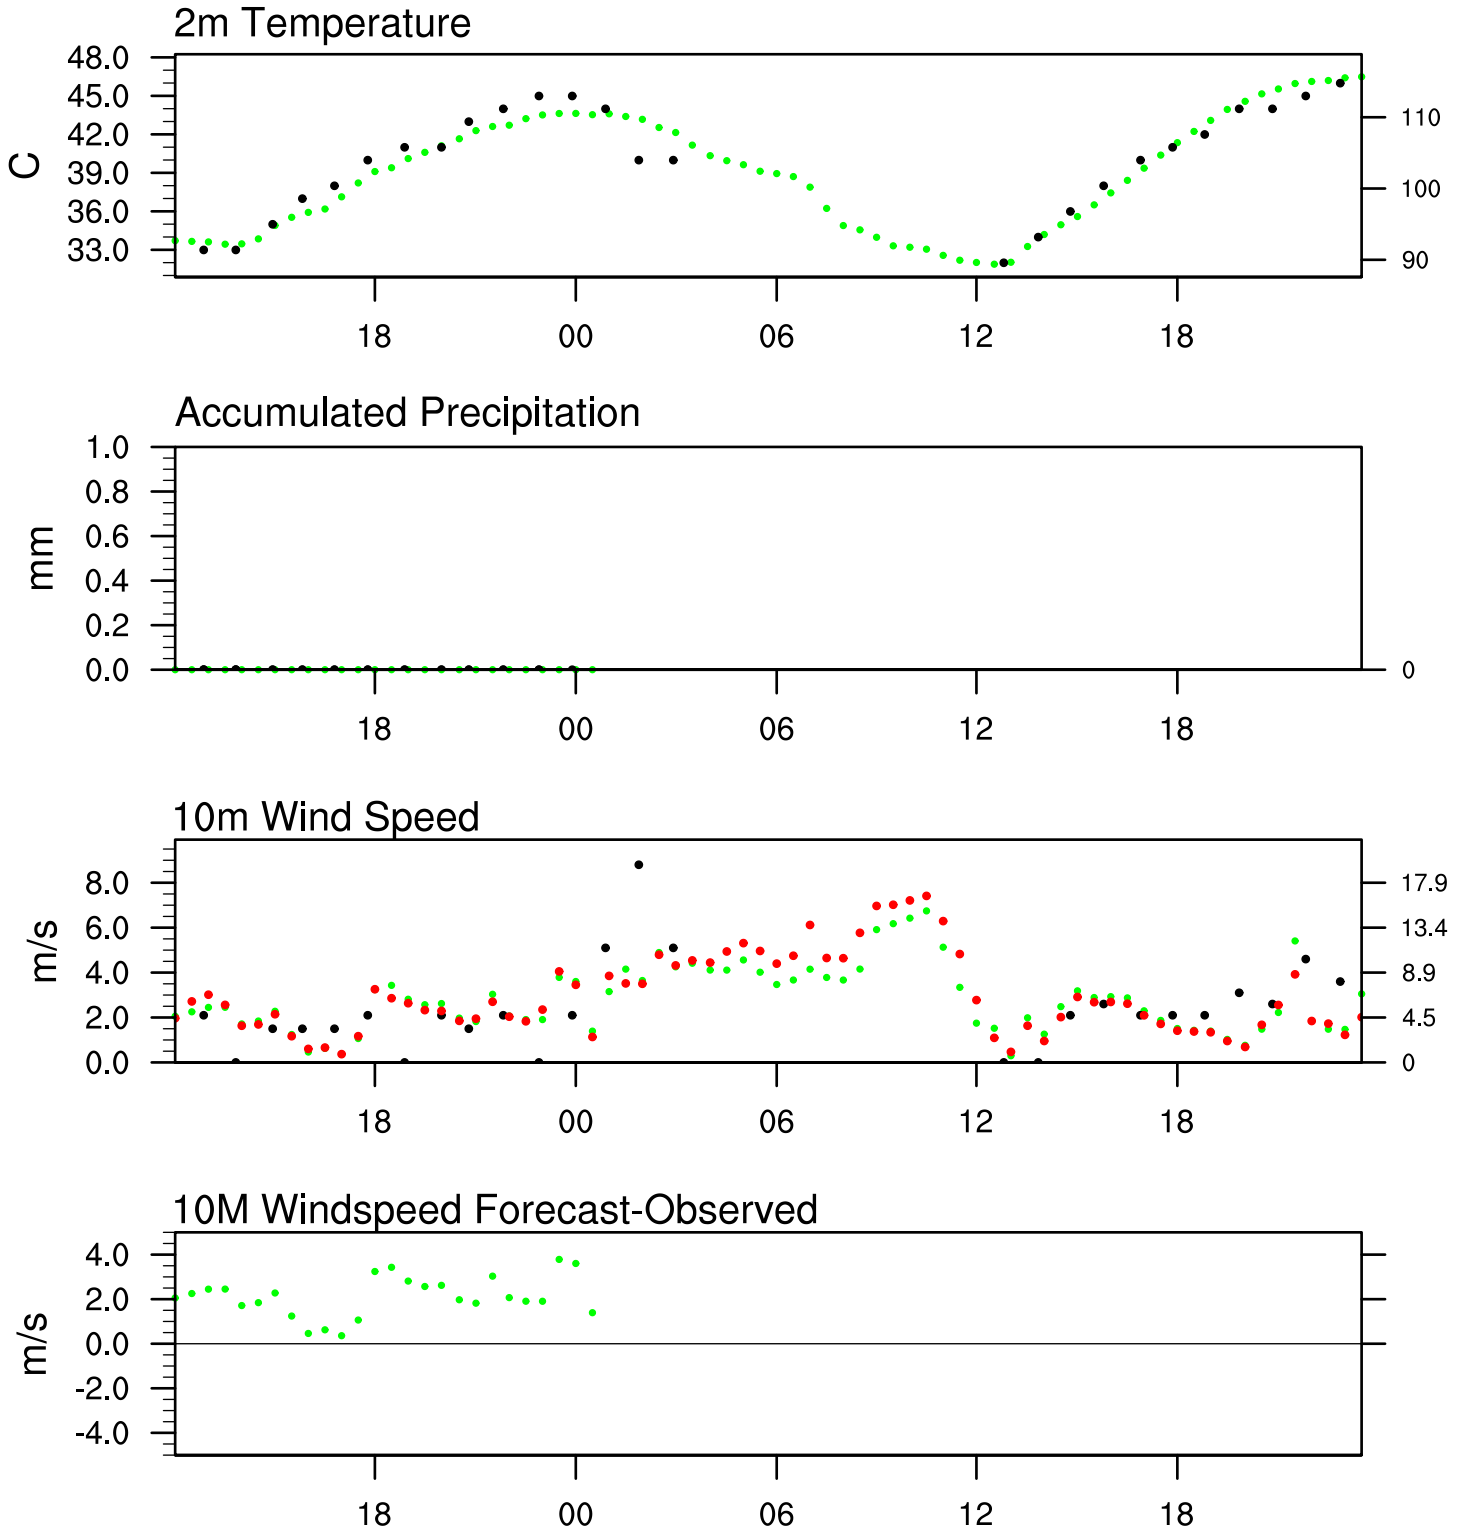 2m Temperature
C
48.0
45.0
42.0
39.0
36.0
33.0
110
100
90
18 00 06 12 18
Accumulated Precipitation
mm
1.0
0.8
0.6
0.4
0.2
0.0
0
18 00 06 12 18
10m Wind Speed
m/s
8.0
6.0
4.0
2.0
0.0
17.9
13.4
8.9
4.5
0
18 00 06 12 18
10M Windspeed Forecast-Observed
m/s
4.0
2.0
0.0
-2.0
-4.0
18 00 06 12 18